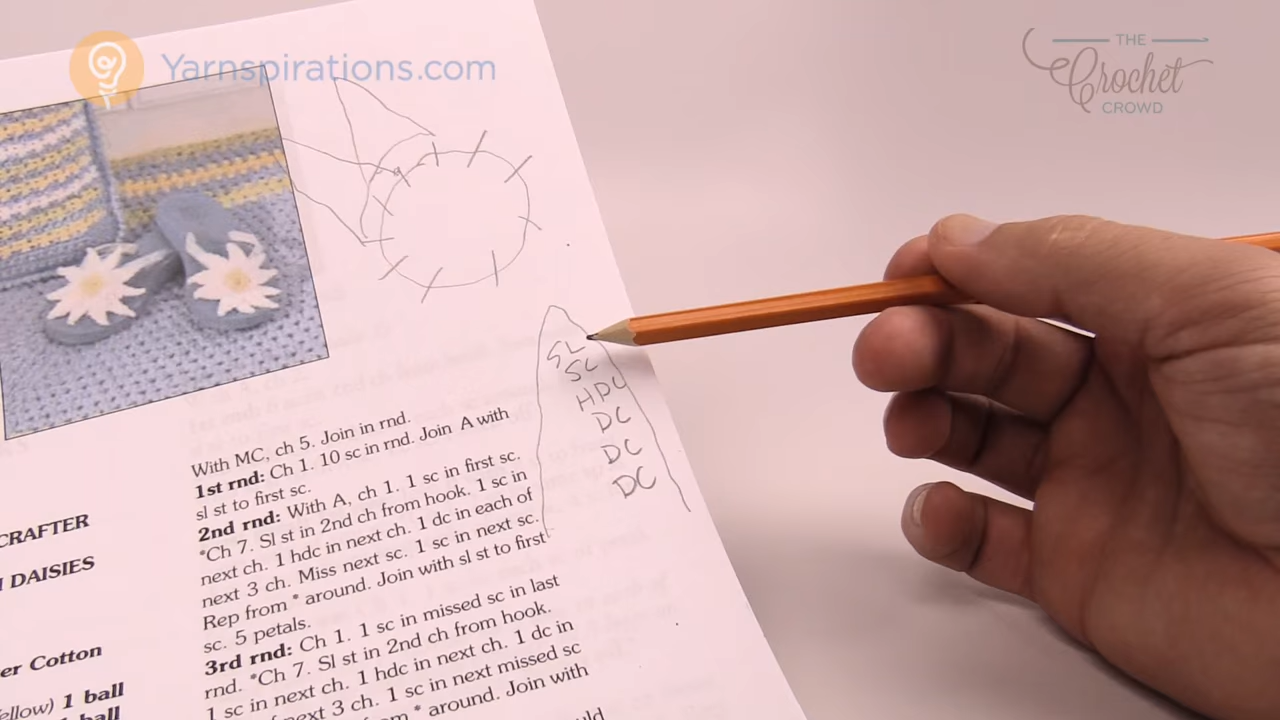 Yarnspirations.com
THE
Crochet
CROWD
SL
SC
HDC
DC
DC
DC
With MC, ch 5. Join in rnd.
1st rnd: Ch 1. 10 sc in rnd. Join A with
sl st to first sc.
2nd rnd: With A, ch 1. 1 sc in first sc.
*Ch 7. Sl st in 2nd ch from hook. 1 sc in
next ch. 1 hdc in next ch. 1 dc in each of
next 3 ch. Miss next sc. 1 sc in next sc.
Rep from * around. Join with sl st to first
sc. 5 petals.
3rd rnd: Ch 1. 1 sc in missed sc in last
rnd. *Ch 7. Sl st in 2nd ch from hook.
1 sc in next ch. 1 hdc in next ch. 1 dc in
of next 3 ch. 1 sc in next missed sc
* around. Join with
CRAFTER
DAISIES
er Cotton
ellow) 1 ball
ball